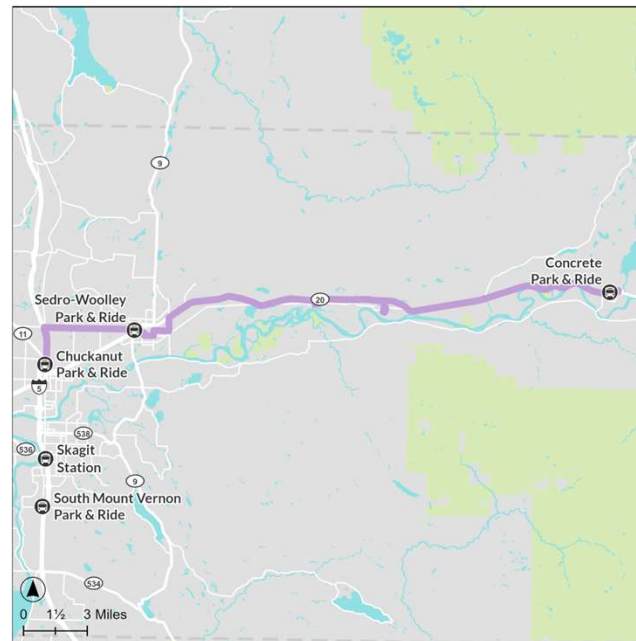 9
Concrete
Park & Ride
Sedro-Woolley
Park & Ride
20
11
Chuckanut
Park & Ride
5
538
536
Skagit
Station
9
South Mount Vernon
Park & Ride
534
0 1½ 3 Miles